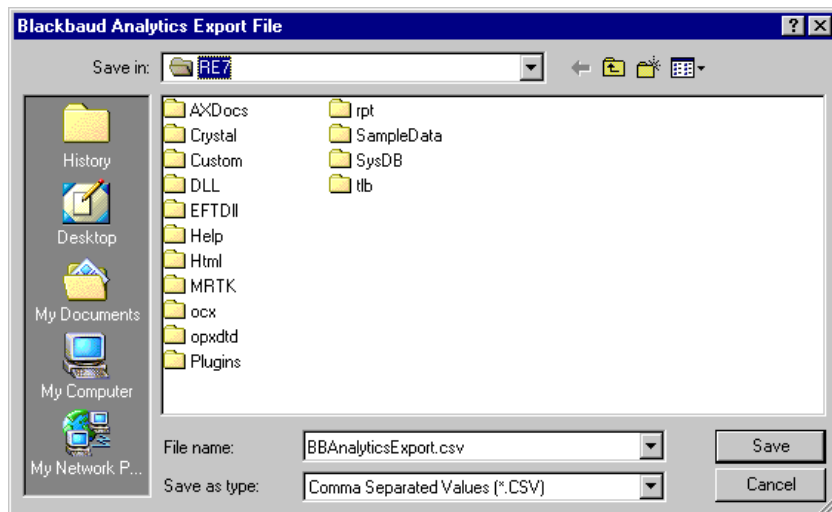 Blackbaud Analytics Export File
Save in: RE7
History
Desktop
My Documents
My Computer
My Network P...
AXDocs
Crystal
Custom
DLL
EFTDll
Help
Html
MRTK
ocx
opxdtd
Plugins
rpt
SampleData
SysDB
tlb
File name: BBAnalyticsExport.csv Save
Save as type: Comma Separated Values (*.CSV) Cancel